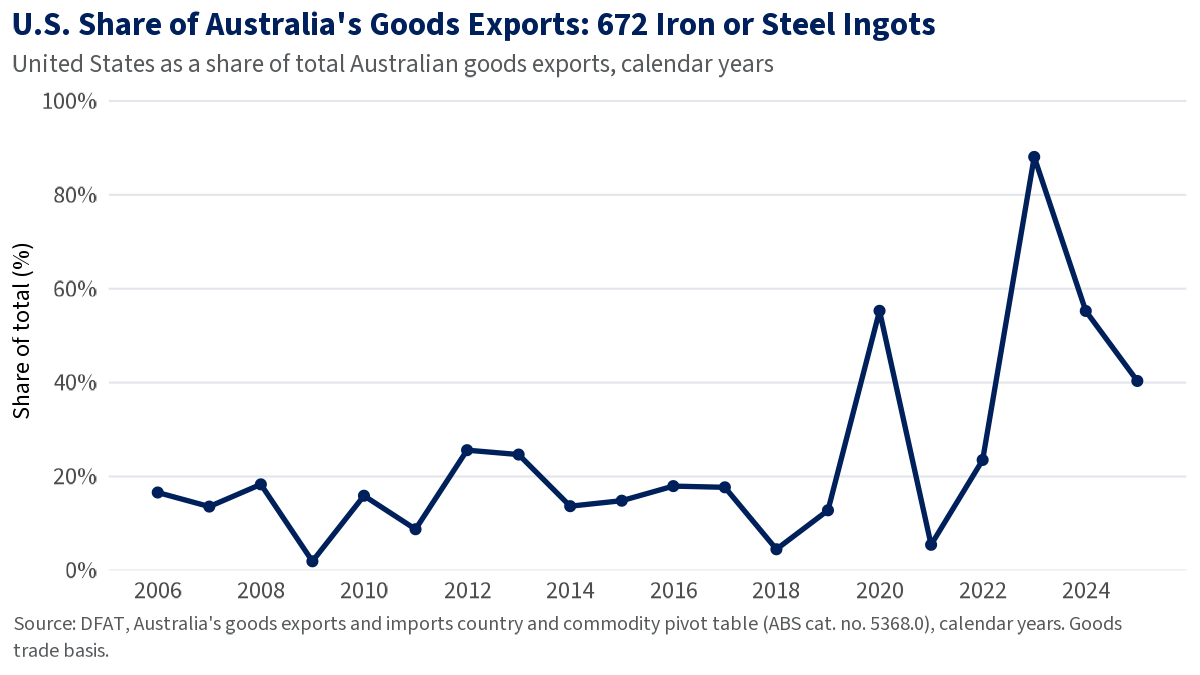 U.S. Share of Australia's Goods Exports: 672 Iron or Steel Ingots
United States as a share of total Australian goods exports, calendar years
100%
80%
60%
40%
20%
0%
Share of total (%)
2006 2008 2010 2012 2014 2016 2018 2020 2022 2024
Source: DFAT, Australia's goods exports and imports country and commodity pivot table (ABS cat. no. 5368.0), calendar years. Goods
trade basis.